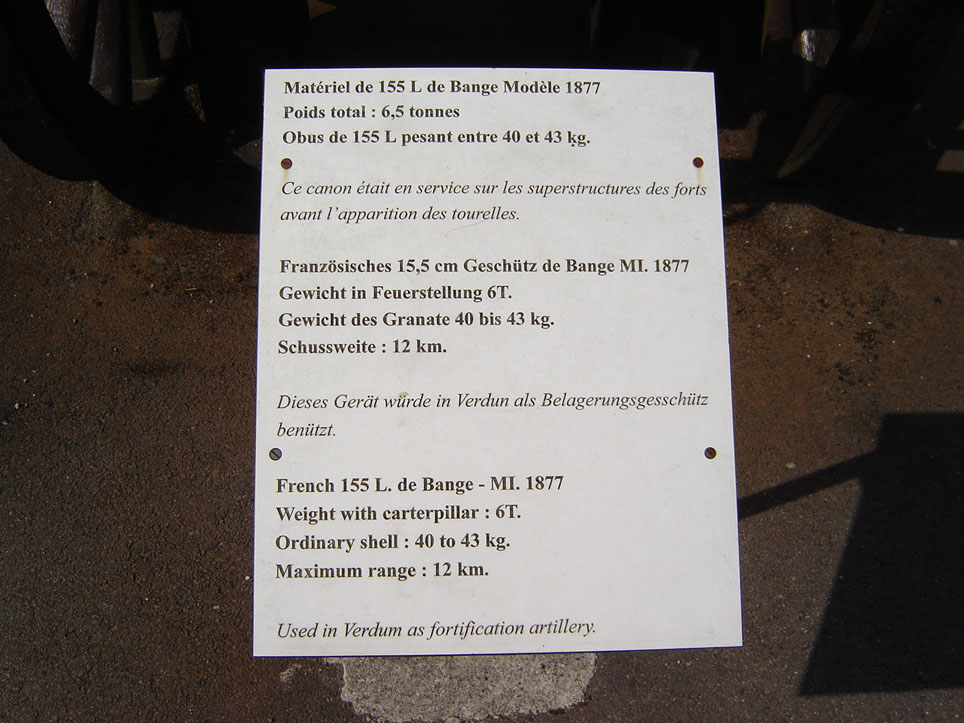 Matériel de 155 L de Bange Modèle 1877
Poids total : 6,5 tonnes
Obus de 155 L pesant entre 40 et 43 kg.
Ce canon était en service sur les superstructures des forts
avant l'apparition des tourelles.
Französisches 15,5 cm Geschütz de Bange MI. 1877
Gewicht in Feuerstellung 6T.
Gewicht des Granate 40 bis 43 kg.
Schussweite : 12 km.
Dieses Gerät würde in Verdun als Belagerungsgesschütz
benützt.
French 155 L. de Bange - MI. 1877
Weight with carterpillar : 6T.
Ordinary shell : 40 to 43 kg.
Maximum range : 12 km.
Used in Verdum as fortification artillery.